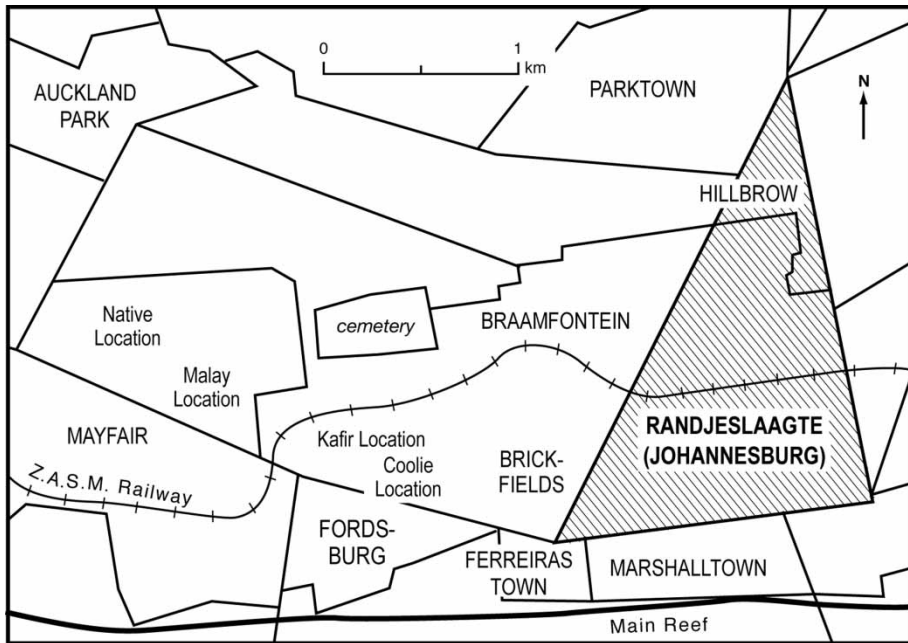 0 1
km
AUCKLAND
PARK
PARKTOWN
N
HILLBROW
Native
Location
cemetery
BRAAMFONTEIN
Malay
Location
MAYFAIR
Kafir Location
Coolie
Location
BRICK-
FIELDS
RANDJESLAAGTE
(JOHANNESBURG)
Z.A.S.M. Railway
FORDS-
BURG
FERREIRAS
TOWN
MARSHALLTOWN
Main Reef